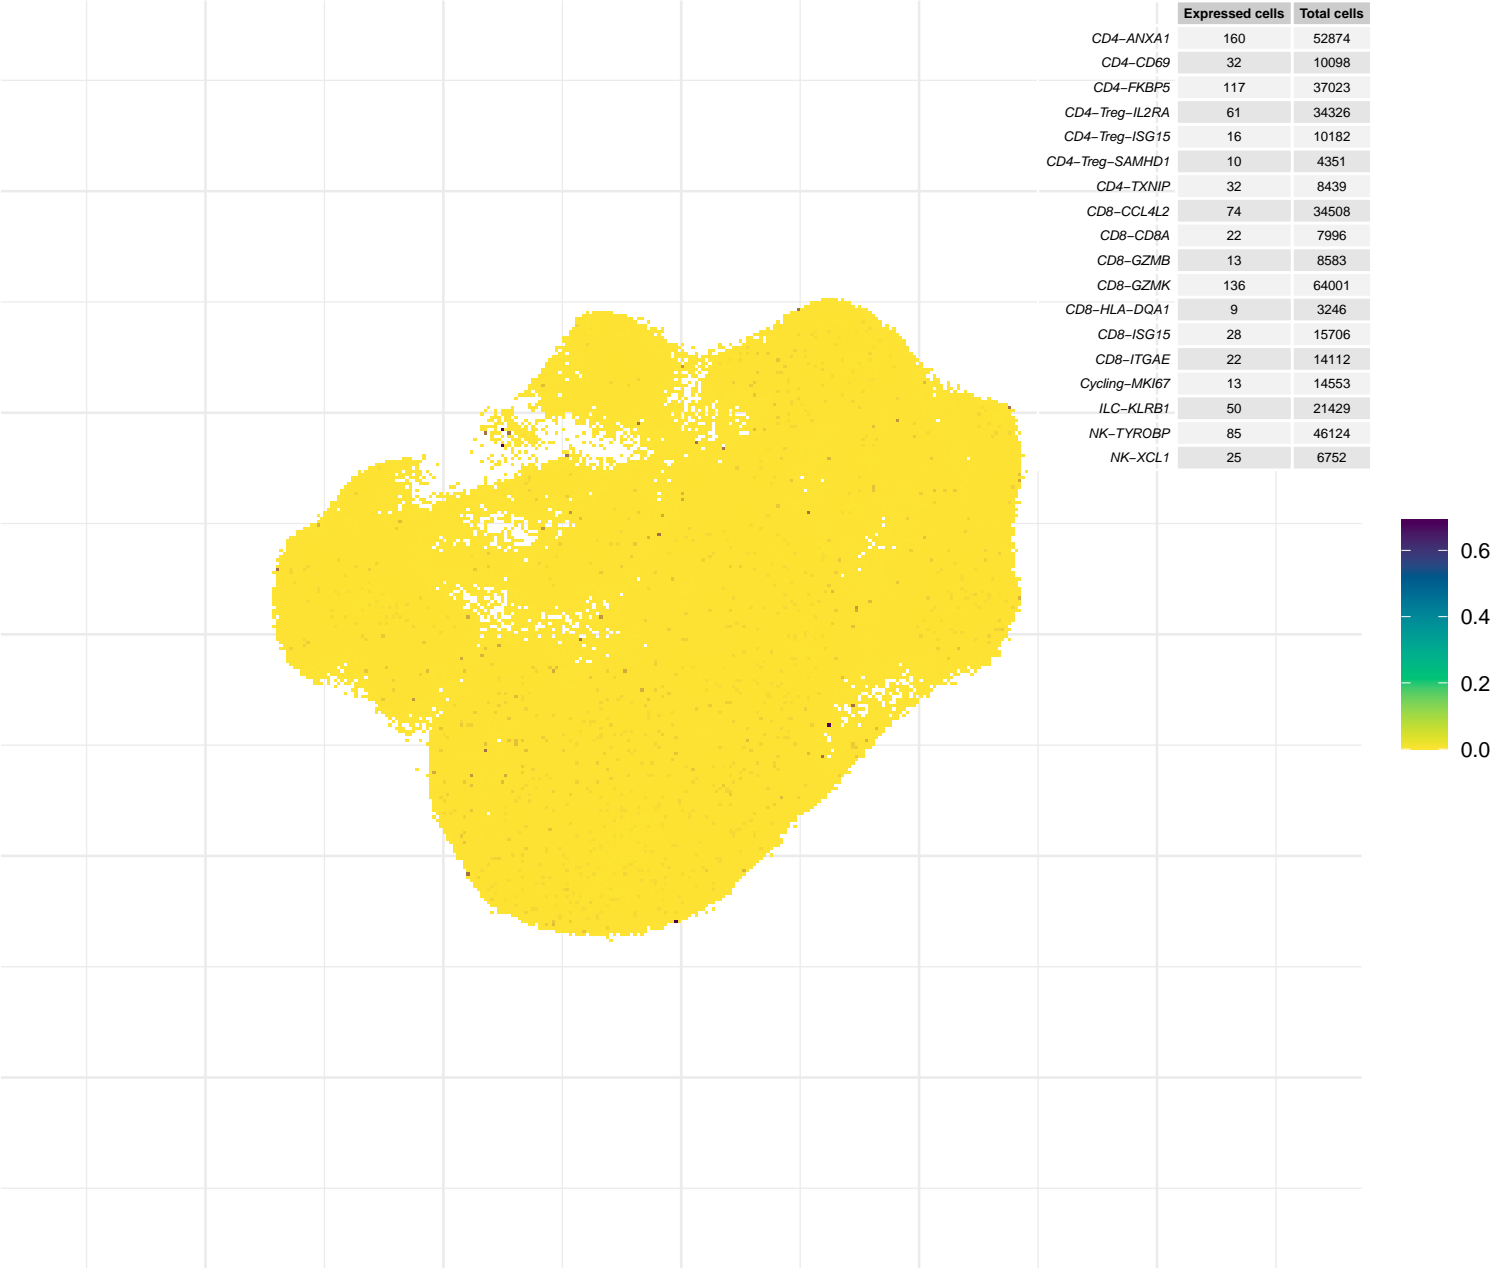 Expressed cells Total cells
CD4−ANXA1 160 52874
CD4−CD69 32 10098
CD4−FKBP5 117 37023
CD4−Treg−IL2RA 61 34326
CD4−Treg−ISG15 16 10182
CD4−Treg−SAMHD1 10 4351
CD4−TXNIP 32 8439
CD8−CCL4L2 74 34508
CD8−CD8A 22 7996
CD8−GZMB 13 8583
CD8−GZMK 136 64001
CD8−HLA−DQA1 9 3246
CD8−ISG15 28 15706
CD8−ITGAE 22 14112
Cycling−MKI67 13 14553
ILC−KLRB1 50 21429
NK−TYROBP 85 46124
NK−XCL1 25 6752
0.6
0.4
0.2
0.0